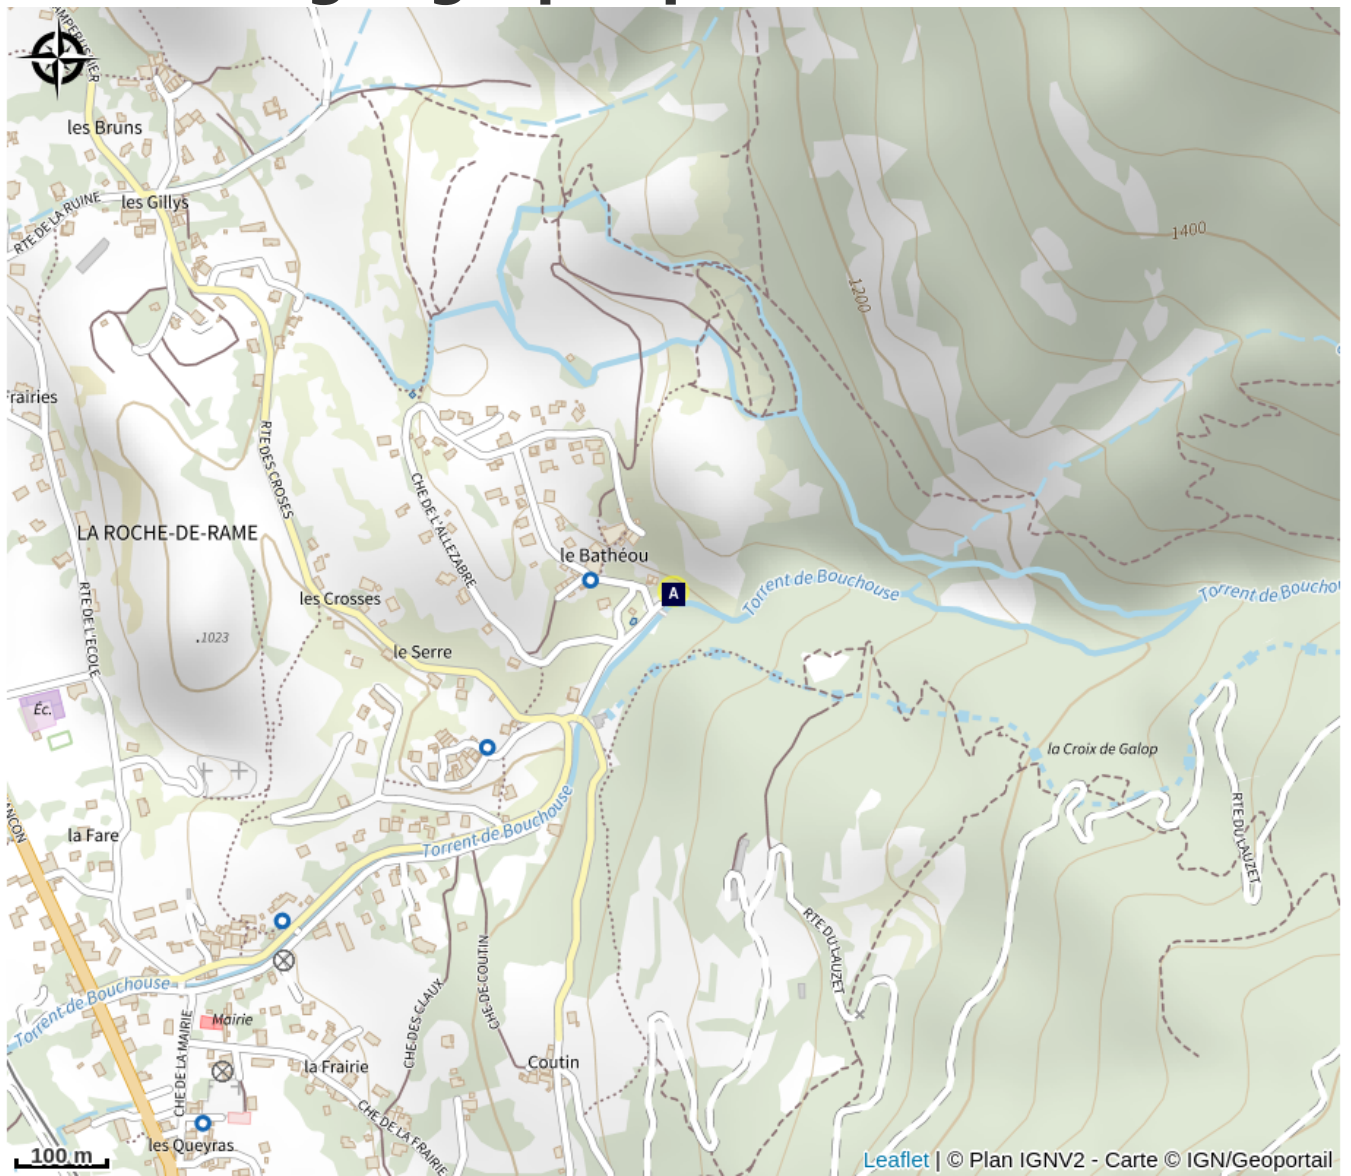 les Bruns
RTE DE LA RUINE
les Gillys
1400
1200
Frairies
RTE DES CROSES
CHE DE L'ALLEZABRE
LA ROCHE-DE-RAME
le Bathéou
A
Torrent de Bouchouse
Torrent de Bouchou
RTE DE L'ECOLE
les Crosses
.1023
le Serre
Éc.
la Croix de Galop
ANCON
la Fare
Torrent de Bouchouse
RTE DU LAUZET
RTE DU LAUZET
CHE DE COUTIN
CHE DES CLAUX
Torrent de Bouchouse
Mairie
CHE DE LA MAIRIE
la Frairie
Coutin
CHE DE LA FRAIRIE
les Queyras
100 m
Leaflet | © Plan IGNV2 - Carte © IGN/Geoportail